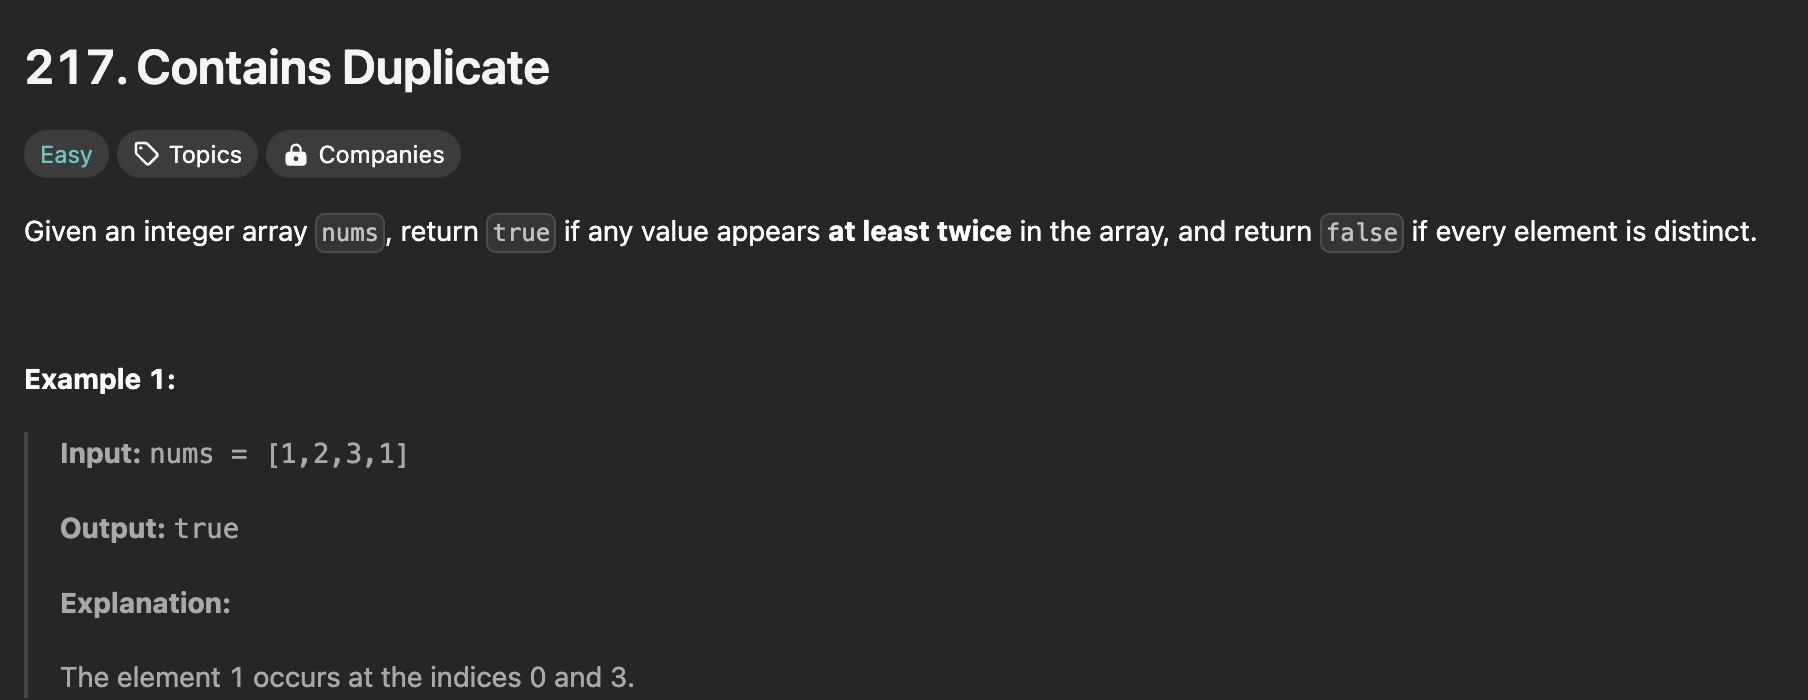 217. Contains Duplicate
Easy Topics Companies
Given an integer array nums, return true if any value appears at least twice in the array, and return false if every element is distinct.
Example 1:
Input: nums = [1,2,3,1]
Output: true
Explanation:
The element 1 occurs at the indices 0 and 3.